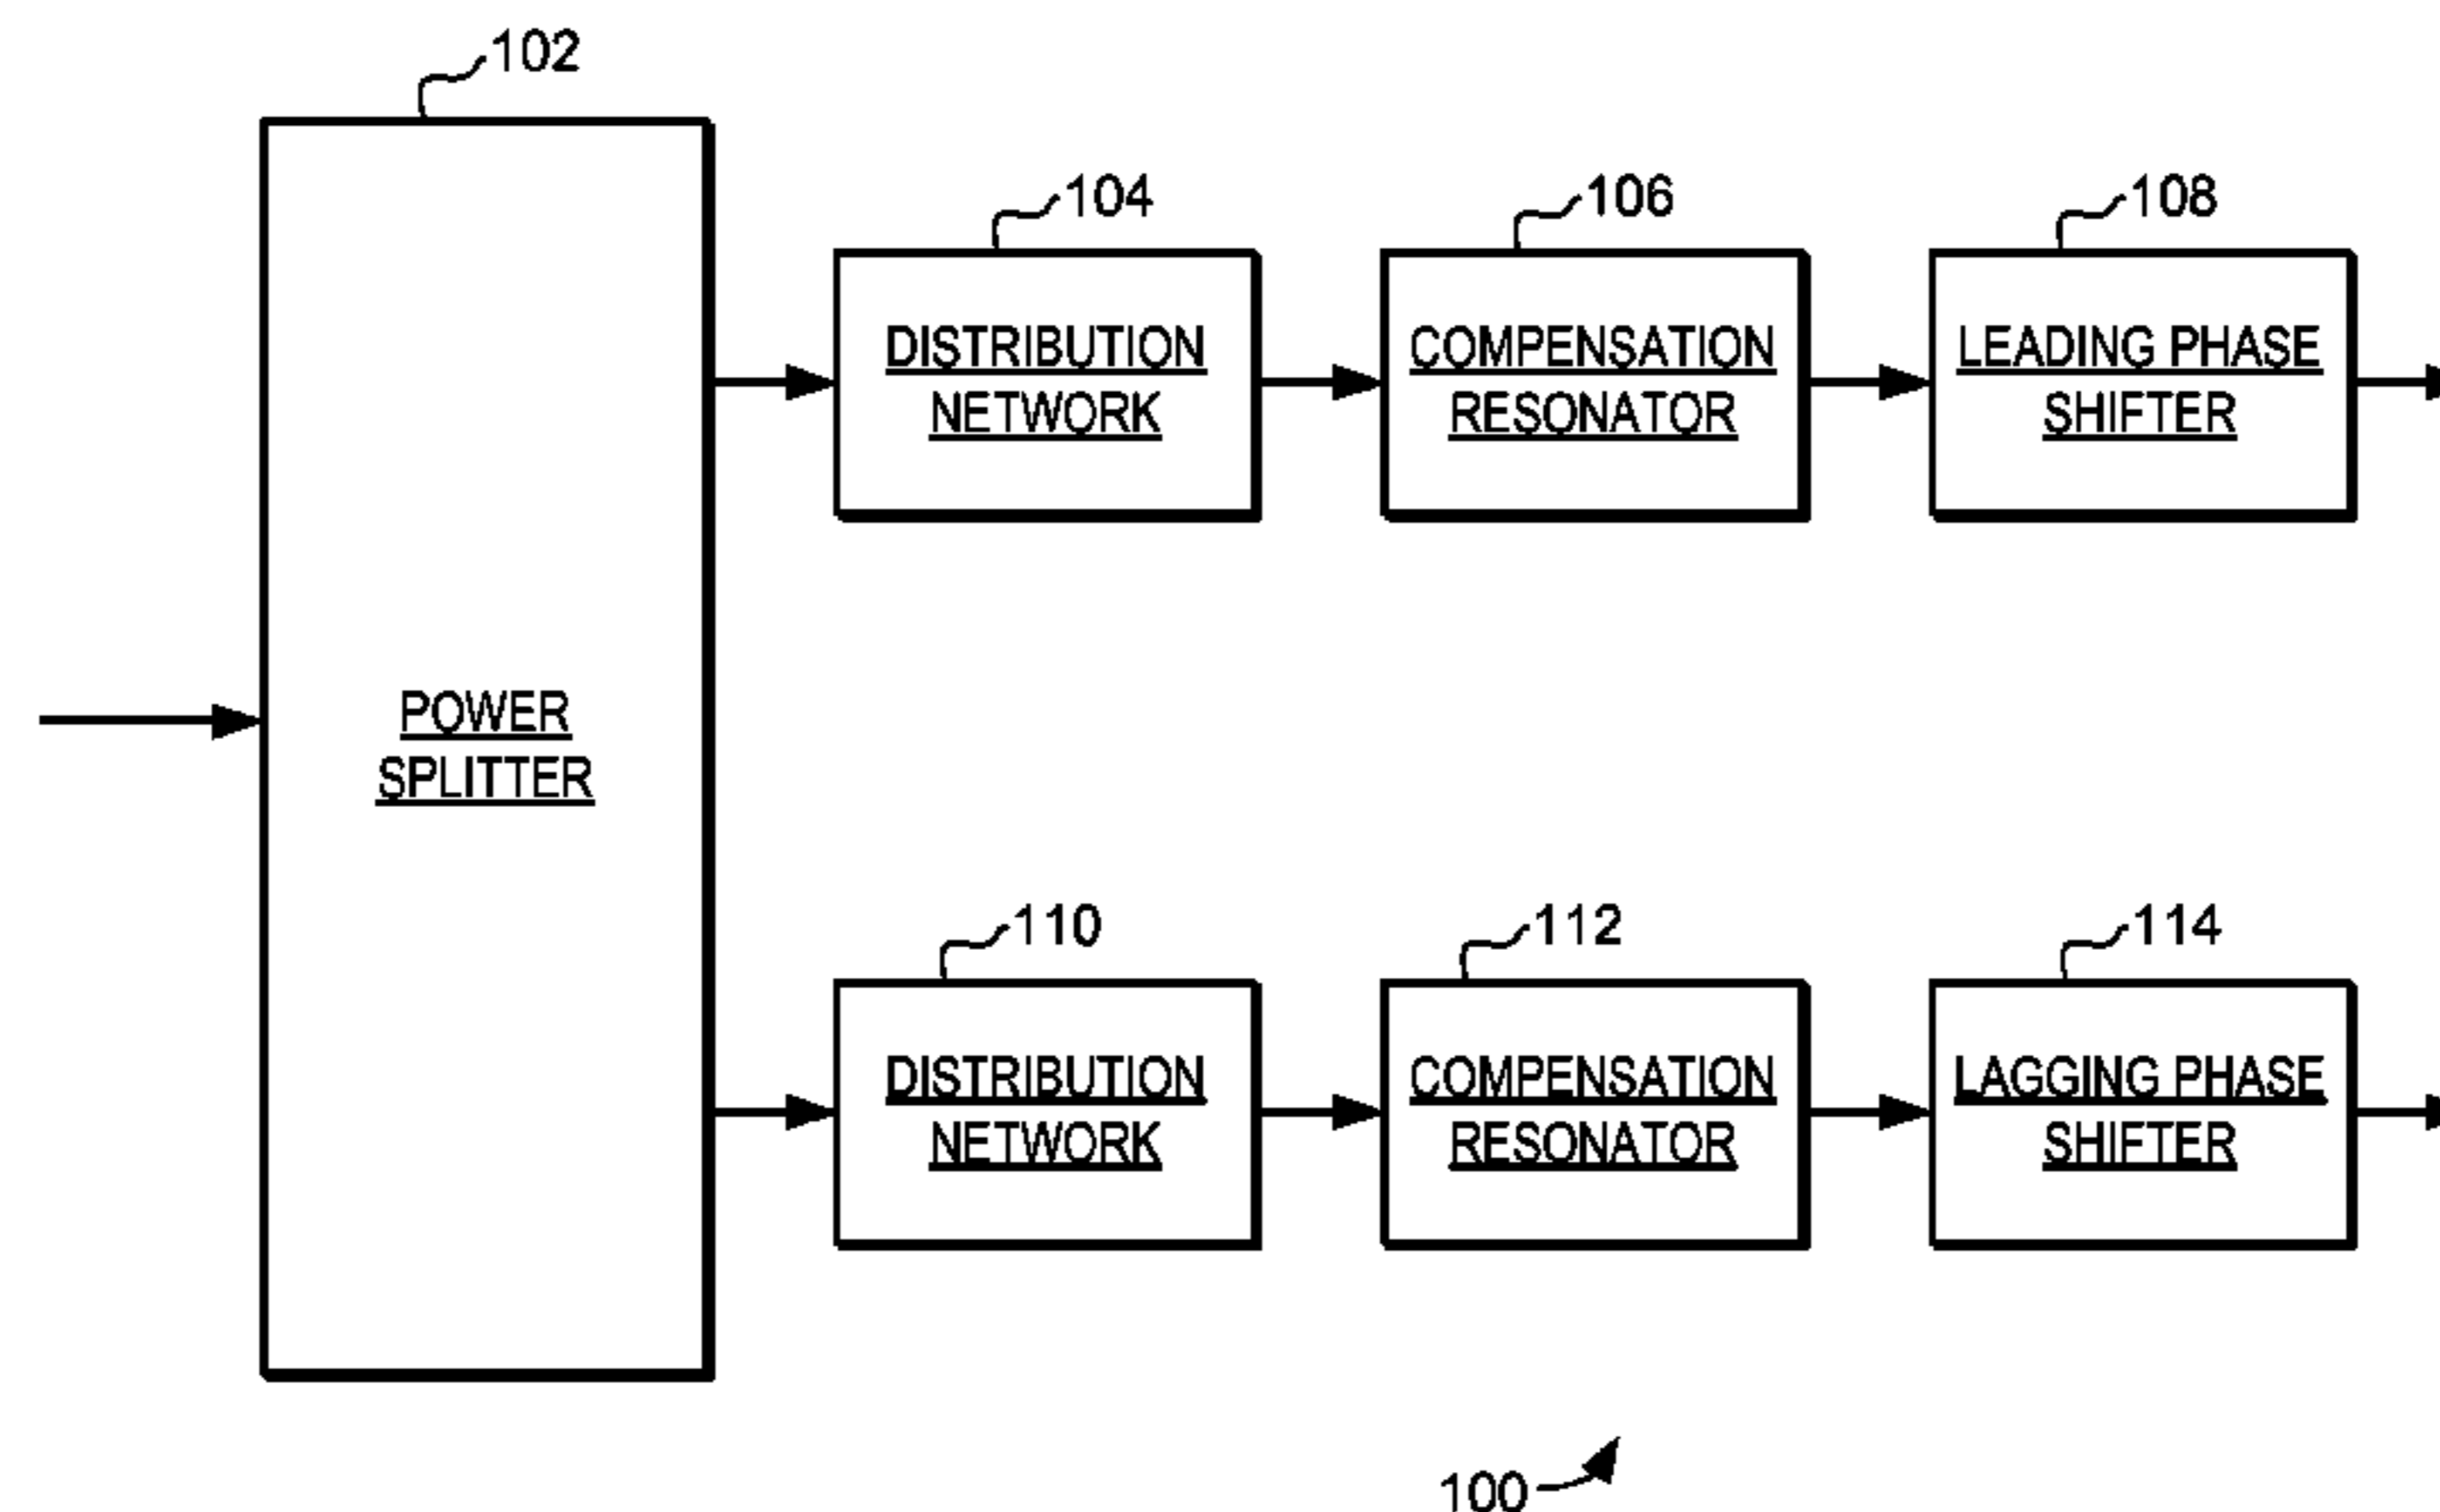 102
104
106
108
DISTRIBUTION
NETWORK
COMPENSATION
RESONATOR
LEADING PHASE
SHIFTER
POWER
SPLITTER
110
112
114
DISTRIBUTION
NETWORK
COMPENSATION
RESONATOR
LAGGING PHASE
SHIFTER
100